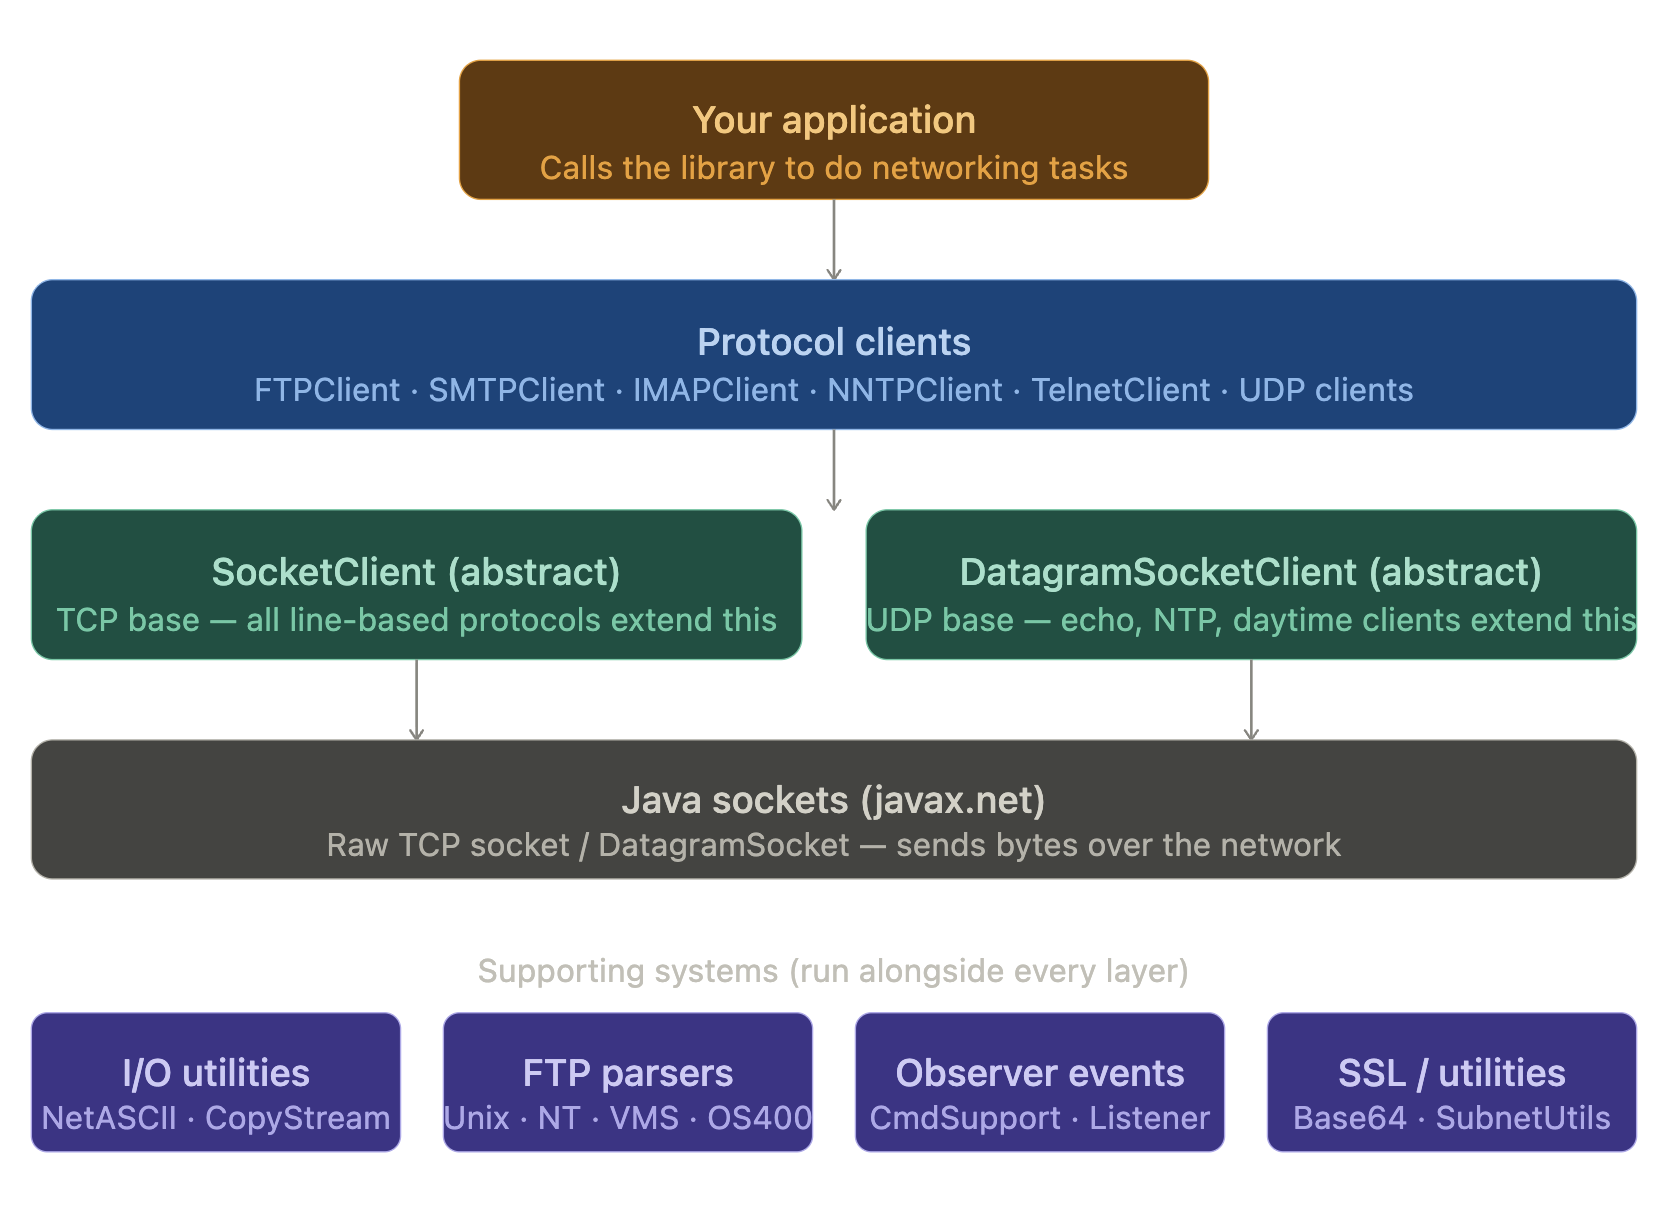 Your application
Calls the library to do networking tasks
Protocol clients
FTPClient · SMTPClient · IMAPClient · NNTPClient · TelnetClient · UDP clients
SocketClient (abstract)
TCP base — all line-based protocols extend this
DatagramSocketClient (abstract)
UDP base — echo, NTP, daytime clients extend this
Java sockets (javax.net)
Raw TCP socket / DatagramSocket — sends bytes over the network
Supporting systems (run alongside every layer)
I/O utilities
NetASCII · CopyStream
FTP parsers
Unix · NT · VMS · OS400
Observer events
CmdSupport · Listener
SSL / utilities
Base64 · SubnetUtils